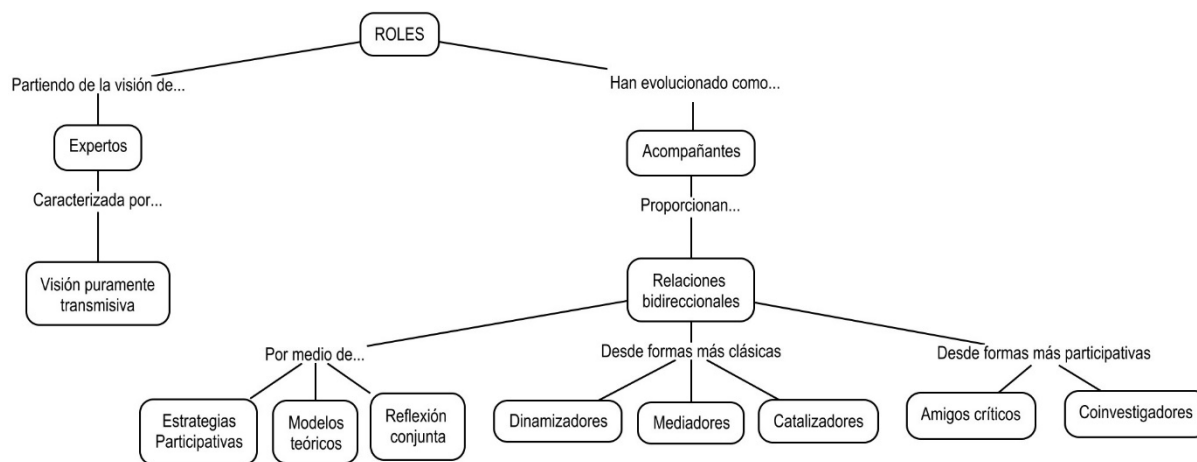 ROLES
Partiendo de la visión de...
Han evolucionado como...
Expertos
Acompañantes
Caracterizada por...
Proporcionan...
Visión puramente
transmisiva
Relaciones
bidireccionales
Por medio de...
Desde formas más clásicas
Desde formas más participativas
Estrategias
Participativas
Modelos
teóricos
Reflexión
conjunta
Dinamizadores
Mediadores
Catalizadores
Amigos críticos
Coinvestigadores